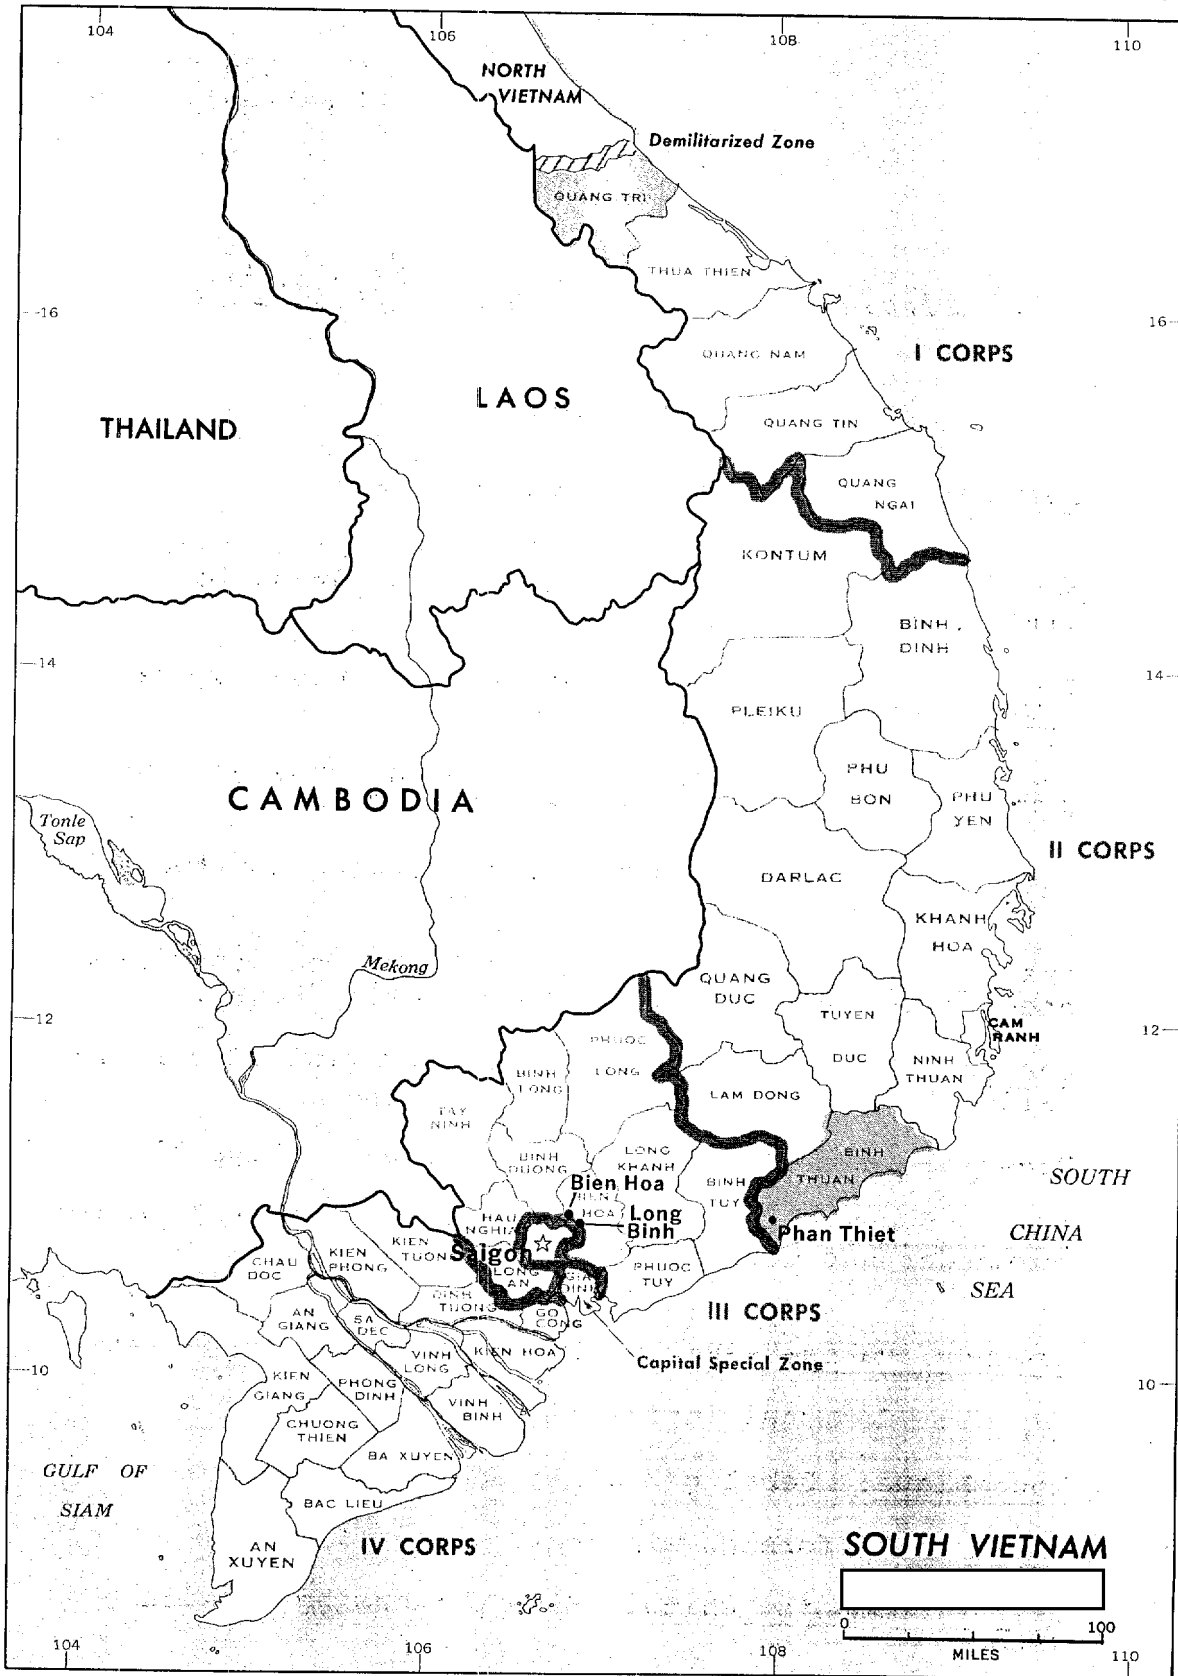 104
106
108
110
NORTH
VIETNAM
Demilitarized Zone
QUANG TRI
THUA THIEN
16
16
QUANG NAM
I CORPS
LAOS
THAILAND
QUANG TIN
QUANG
NGAI
KONTUM
BINH
DINH
14
14
PLEIKU
PHU
BON
CAMBODIA
PHU
YEN
Tonle
Sap
II CORPS
DARLAC
KHANH
HOA
Mekong
QUANG
DUC
12
TUYEN
DUC
CAM
RANH
12
PHUOC
LONG
NINH
THUAN
BINH
LONG
LAM DONG
TAY
NINH
BINH
THUAN
LONG
KHANH
BINH
DUONG
BINH
TUY
SOUTH
CHINA
SEA
Bien Hoa
BIEN
HOA
Long
Binh
HAU
NGHIA
Phan Thiet
KIEN
TUONG
Saigon
KIEN
PHONG
CHAU
DOC
LONG
AN
GIA
DINH
PHUOC
TUY
DINH
TUONG
GO
CONG
AN
GIANG
SA
DEC
III CORPS
VINH
LONG
KIEN HOA
Capital Special Zone
10
10
KIEN
GIANG
PHONG
DINH
VINH
BINH
CHUONG
THIEN
BA XUYEN
GULF OF
SIAM
BAC LIEU
AN
XUYEN
IV CORPS
SOUTH VIETNAM
0
100
MILES
104
106
108
110